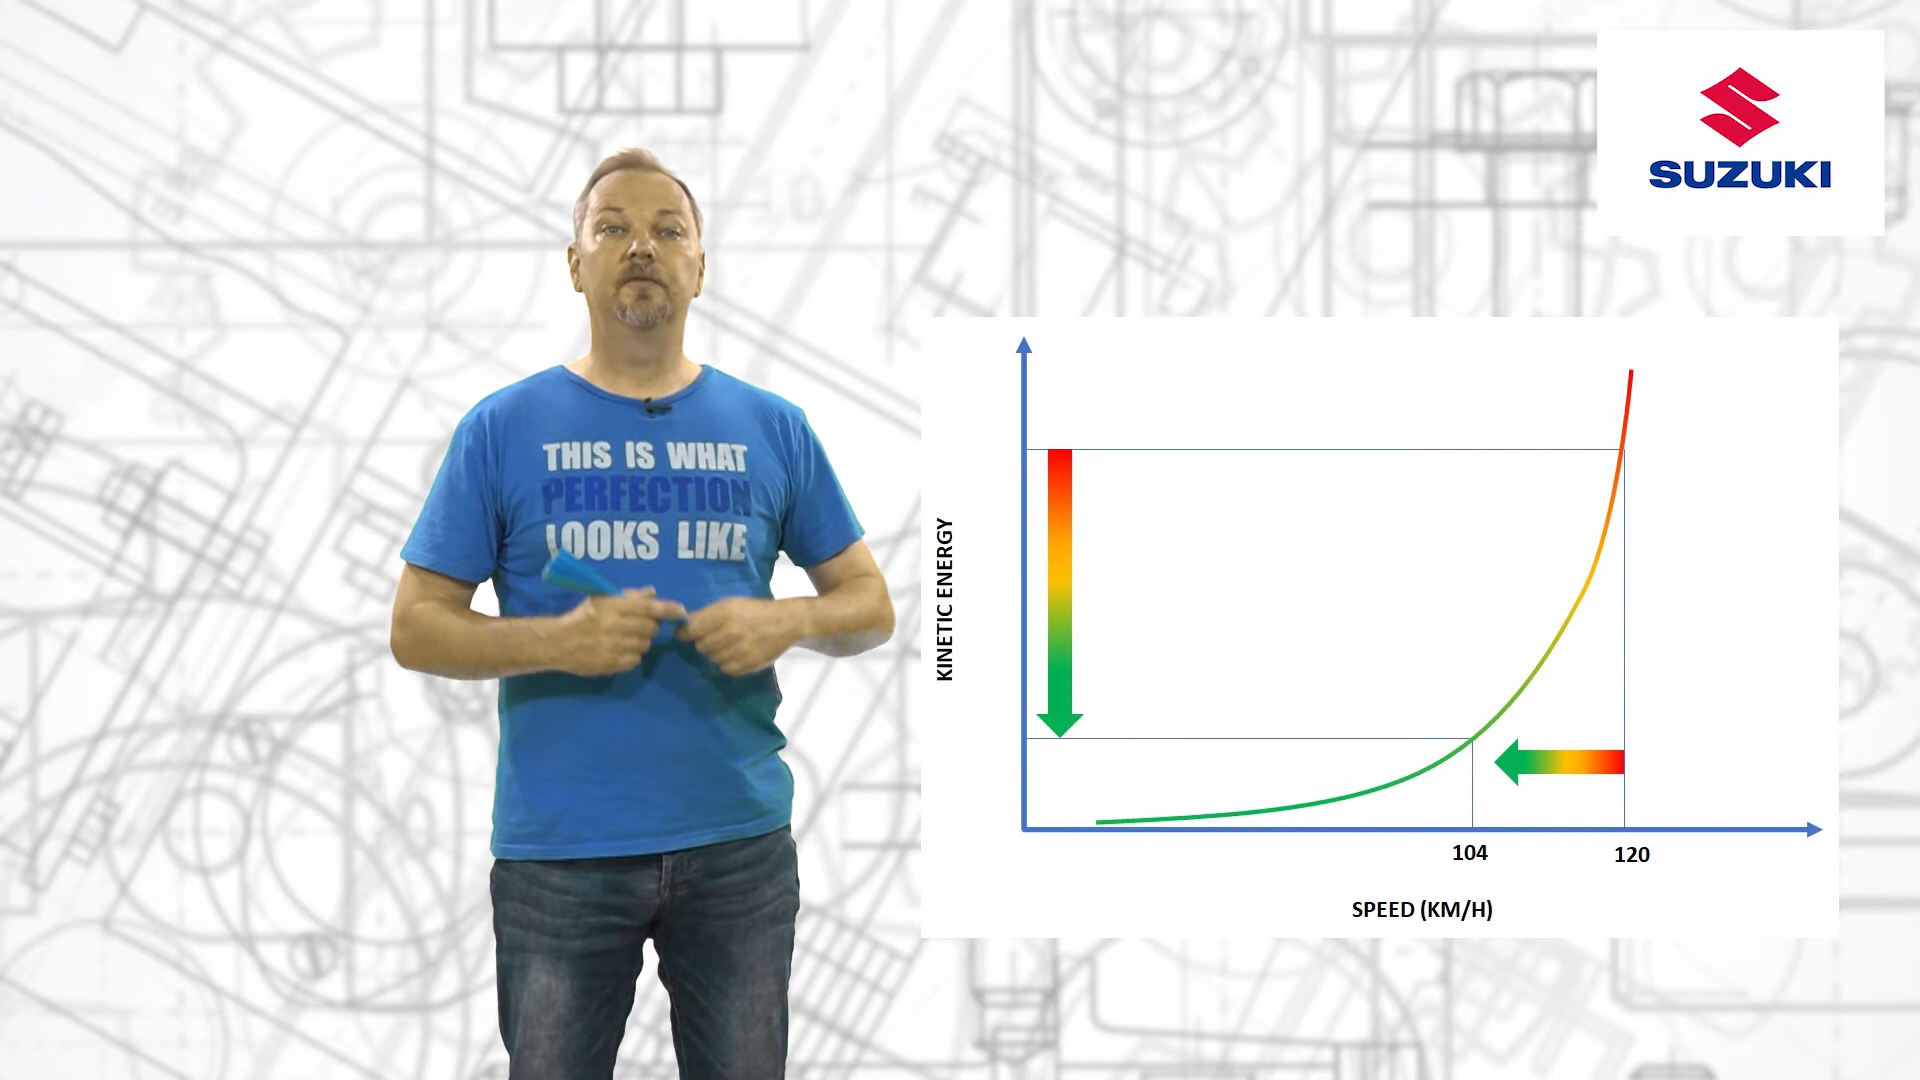 SUZUKI
THIS IS WHAT
PERFECTION
LOOKS LIKE
KINETIC ENERGY
104
120
SPEED (KM/H)